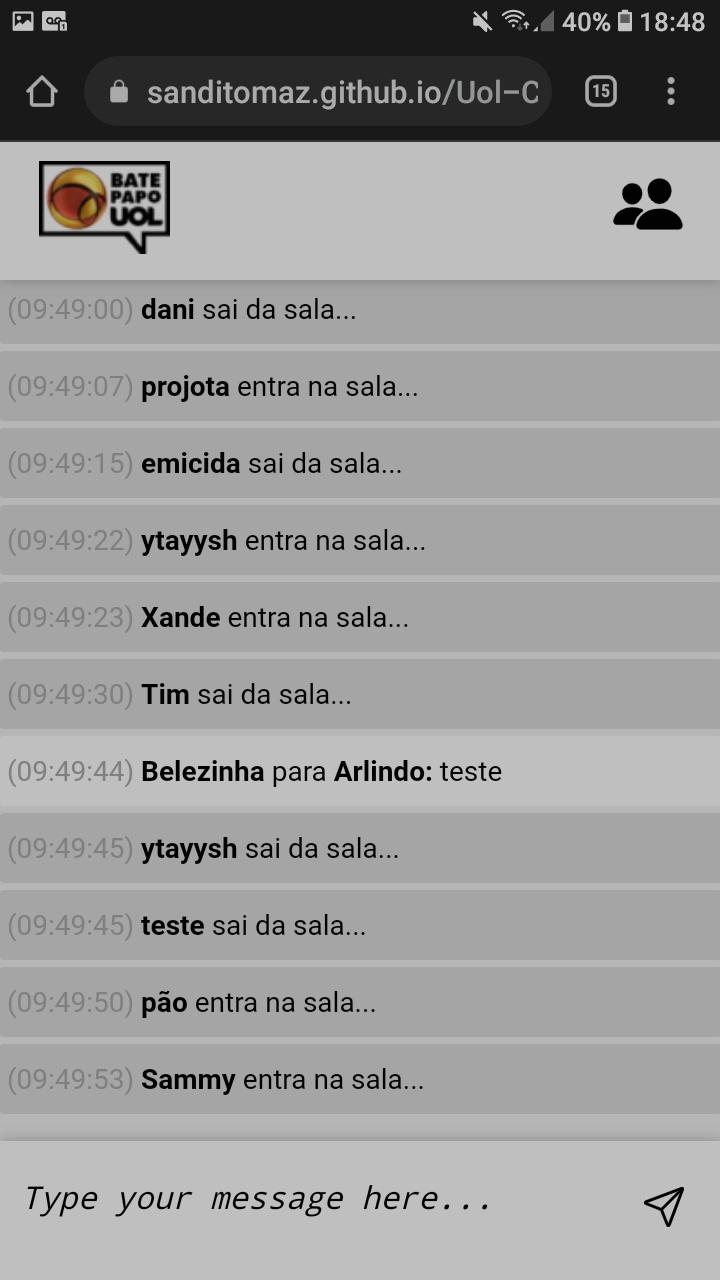 40% 18:48
sanditomaz.github.io/Uol-C
15
BATE
PAPO
UOL
(09:49:00) dani sai da sala...
(09:49:07) projota entra na sala...
(09:49:15) emicida sai da sala...
(09:49:22) ytayysh entra na sala...
(09:49:23) Xande entra na sala...
(09:49:30) Tim sai da sala...
(09:49:44) Belezinha para Arlindo: teste
(09:49:45) ytayysh sai da sala...
(09:49:45) teste sai da sala...
(09:49:50) pão entra na sala...
(09:49:53) Sammy entra na sala...
Type your message here...